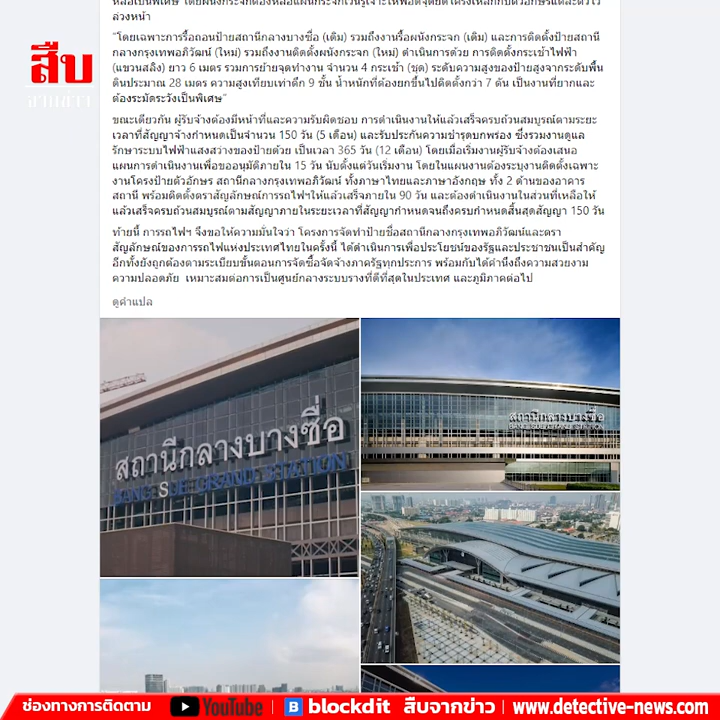 ล่วงหน้า
"โดยเฉพาะการรื้อถอนป้ายสถานีกลางบางซื่อ (เดิม) รวมถึงงานรื้อผนังกระจก (เดิม) และการติดตั้งป้ายสถานี
กลางกรุงเทพอภิวัฒน์ (ใหม่) รวมถึงงานติดตั้งผนังกระจก (ใหม่) ดำเนินการด้วย การติดตั้งกระเช้าไฟฟ้า
(แขวนสลิง) ยาว 6 เมตร รวมการย้ายจุดทำงาน จำนวน 4 กระเช้า (ชุด) ระดับความสูงของป้ายสูงจากระดับพื้น
ดินประมาณ 28 เมตร ความสูงเทียบเท่าตึก 9 ชั้น น้ำหนักที่ต้องยกขึ้นไปติดตั้งกว่า 7 ตัน เป็นงานที่ยากและ
ต้องระมัดระวังเป็นพิเศษ"
ขณะเดียวกัน ผู้รับจ้างต้องมีหน้าที่และความรับผิดชอบ การดำเนินงานให้แล้วเสร็จครบถ้วนสมบูรณ์ตามระยะ
เวลาที่สัญญาจ้างกำหนดเป็นจำนวน 150 วัน (5 เดือน) และรับประกันความชำรุดบกพร่อง ซึ่งรวมงานดูแล
รักษาระบบไฟฟ้าแสงสว่างของป้ายด้วย เป็นเวลา 365 วัน (12 เดือน) โดยเมื่อเริ่มงานผู้รับจ้างต้องเสนอ
แผนการดำเนินงานเพื่อขออนุมัติภายใน 15 วัน นับตั้งแต่วันเริ่มงาน โดยในแผนงานต้องระบุงานติดตั้งเฉพาะ
งานโครงป้ายตัวอักษร สถานีกลางกรุงเทพอภิวัฒน์ ทั้งภาษาไทยและภาษาอังกฤษ ทั้ง 2 ด้านของอาคาร
สถานี พร้อมติดตั้งตราสัญลักษณ์การรถไฟฯให้แล้วเสร็จภายใน 90 วัน และต้องดำเนินงานในส่วนที่เหลือให้
แล้วเสร็จครบถ้วนสมบูรณ์ตามสัญญาภายในระยะเวลาที่สัญญากำหนดจนถึงครบกำหนดสิ้นสุดสัญญา 150 วัน
ท้ายนี้ การรถไฟฯ จึงขอให้ความมั่นใจว่า โครงการจัดทำป้ายชื่อสถานีกลางกรุงเทพอภิวัฒน์และตรา
สัญลักษณ์ของการรถไฟแห่งประเทศไทยในครั้งนี้ ได้ดำเนินการเพื่อประโยชน์ของรัฐและประชาชนเป็นสำคัญ
อีกทั้งยังถูกต้องตามระเบียบขั้นตอนการจัดซื้อจัดจ้างภาครัฐทุกประการ พร้อมกับได้คำนึงถึงความสวยงาม
ความปลอดภัย เหมาะสมต่อการเป็นศูนย์กลางระบบรางที่ดีที่สุดในประเทศ และภูมิภาคต่อไป
ดูคำแปล
สืบ
จากข่าว
สถานีกลางบางซื่อ
BANG SUE GRAND STATION
สถานีกลางบางซื่อ
BANG SUE GRAND STATION
ช่องทางการติดตาม YouTube B blockdit สืบจากข่าว www.detective-news.com